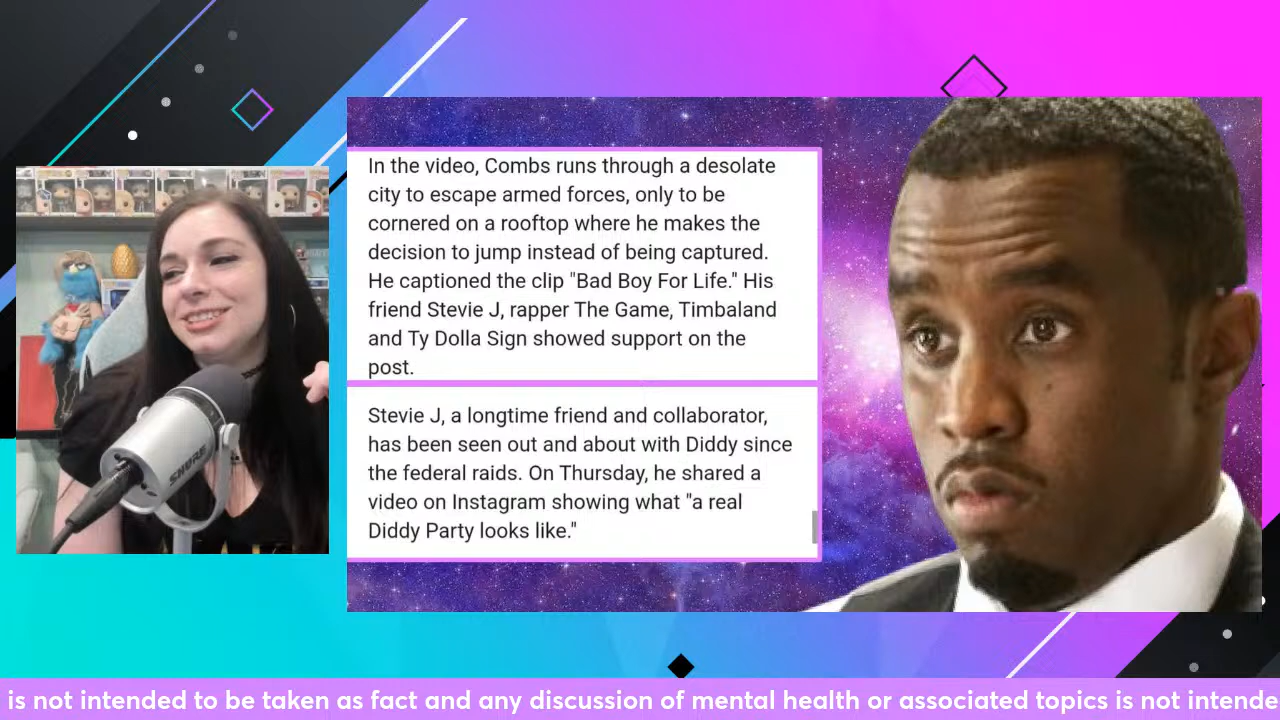 In the video, Combs runs through a desolate
city to escape armed forces, only to be
cornered on a rooftop where he makes the
decision to jump instead of being captured.
He captioned the clip "Bad Boy For Life." His
friend Stevie J, rapper The Game, Timbaland
and Ty Dolla Sign showed support on the
post.
Stevie J, a longtime friend and collaborator,
has been seen out and about with Diddy since
the federal raids. On Thursday, he shared a
video on Instagram showing what "a real
Diddy Party looks like."
SHURE
is not intended to be taken as fact and any discussion of mental health or associated topics is not intende